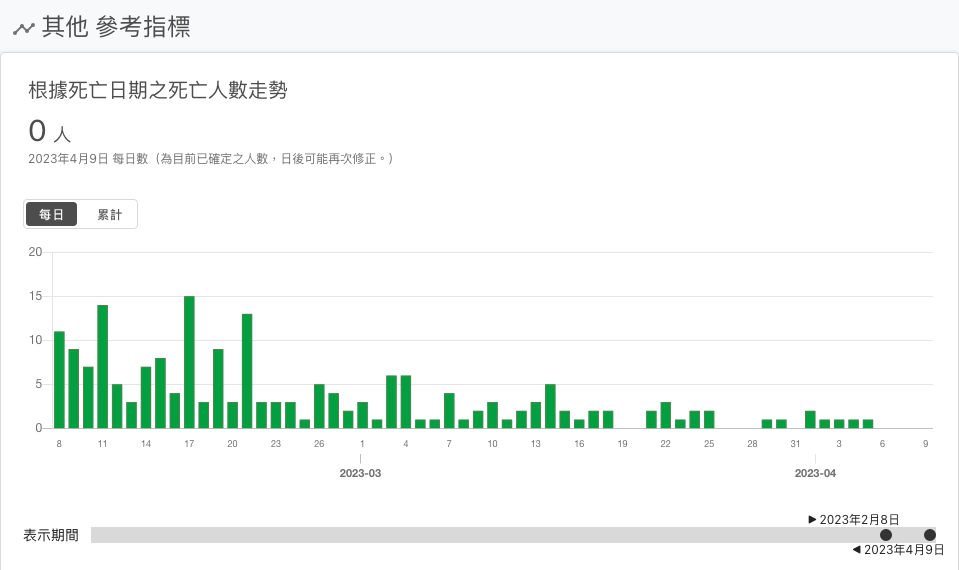 其他 參考指標
根據死亡日期之死亡人數走勢
0 人
2023年4月9日 每日數（為目前已確定之人數，日後可能再次修正。）
每日 累計
20
15
10
5
0
8 11 14 17 20 23 26 1 4 7 10 13 16 19 22 25 28 31 3 6 9
2023-03 2023-04
▶ 2023年2月8日
表示期間
◀ 2023年4月9日